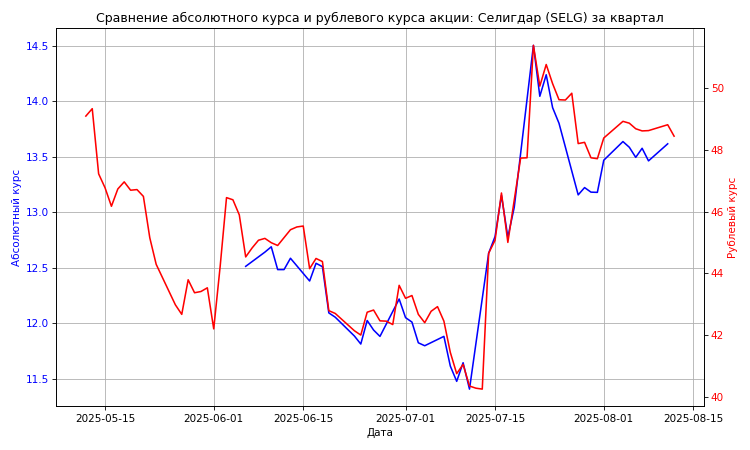 Сравнение абсолютного курса и рублевого курса акции: Селигдар (SELG) за квартал
Абсолютный курс
14.5
14.0
13.5
13.0
12.5
12.0
11.5
50
48
46
44
42
40
Рублевый курс
2025-05-15 2025-06-01 2025-06-15 2025-07-01 2025-07-15 2025-08-01 2025-08-15
Дата